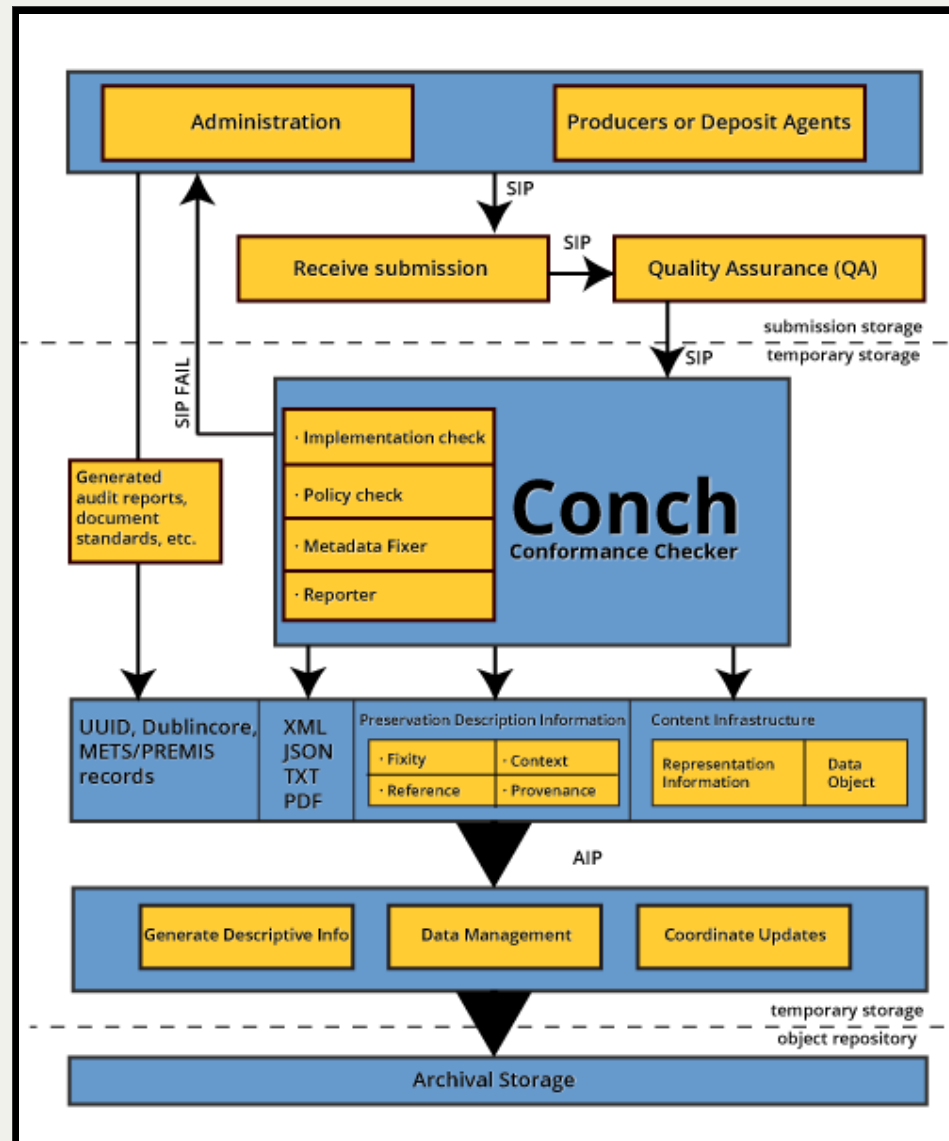 Administration
Producers or Deposit Agents
SIP
Receive submission
SIP
Quality Assurance (QA)
submission storage
temporary storage
SIP
SIP FAIL
· Implementation check
· Policy check
· Metadata Fixer
· Reporter
Conch
Conformance Checker
Generated
audit reports,
document
standards, etc.
UUID, Dublincore,
METS/PREMIS
records
XML
JSON
TXT
PDF
Preservation Description Information
· Fixity
· Context
· Reference
· Provenance
Content Infrastructure
Representation
Information
Data
Object
AIP
Generate Descriptive Info
Data Management
Coordinate Updates
temporary storage
object repository
Archival Storage